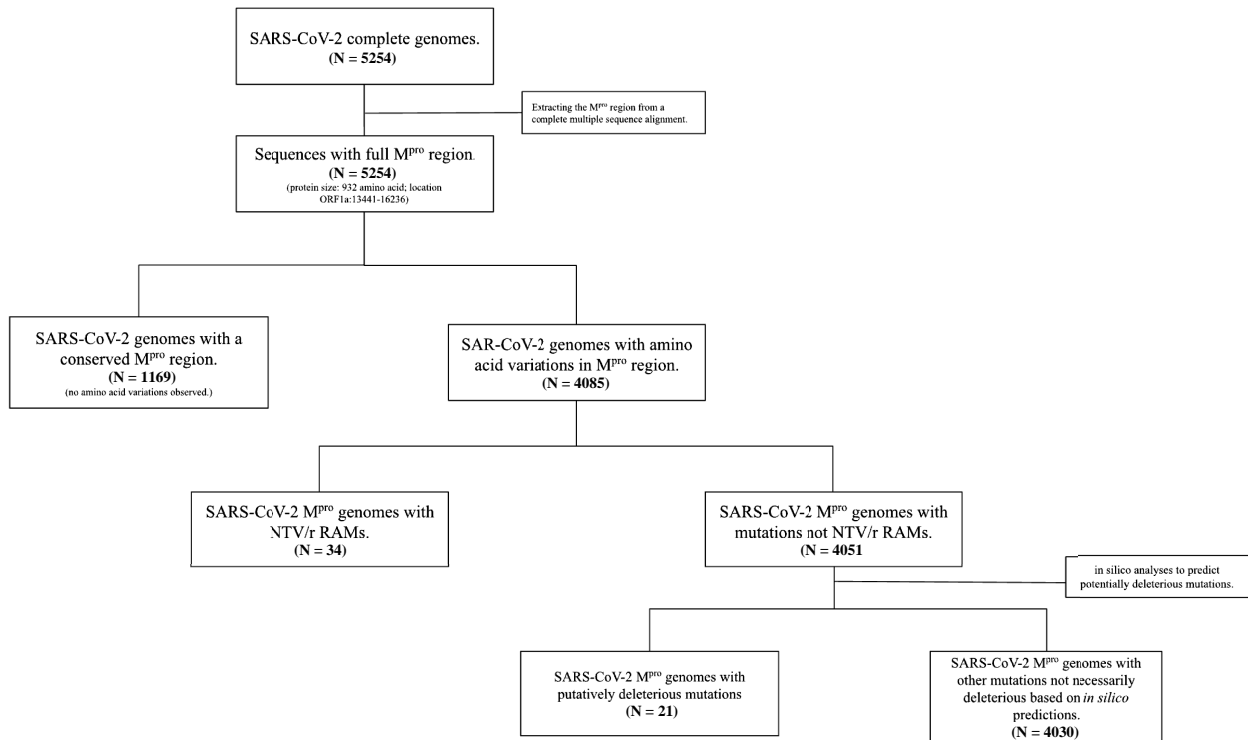 SARS-CoV-2 complete genomes.
(N = 5254)
Extracting the Mᵖʳᵒ region from a
complete multiple sequence alignment.
Sequences with full Mᵖʳᵒ region.
(N = 5254)
(protein size: 932 amino acid; location
ORF1a:13441-16236)
SARS-CoV-2 genomes with a
conserved Mᵖʳᵒ region.
(N = 1169)
(no amino acid variations observed.)
SAR-CoV-2 genomes with amino
acid variations in Mᵖʳᵒ region.
(N = 4085)
SARS-CoV-2 Mᵖʳᵒ genomes with
NTV/r RAMs.
(N = 34)
SARS-CoV-2 Mᵖʳᵒ genomes with
mutations not NTV/r RAMs.
(N = 4051
in silico analyses to predict
potentially deleterious mutations.
SARS-CoV-2 Mᵖʳᵒ genomes with
putatively deleterious mutations
(N = 21)
SARS-CoV-2 Mᵖʳᵒ genomes with
other mutations not necessarily
deleterious based on in silico
predictions.
(N = 4030)